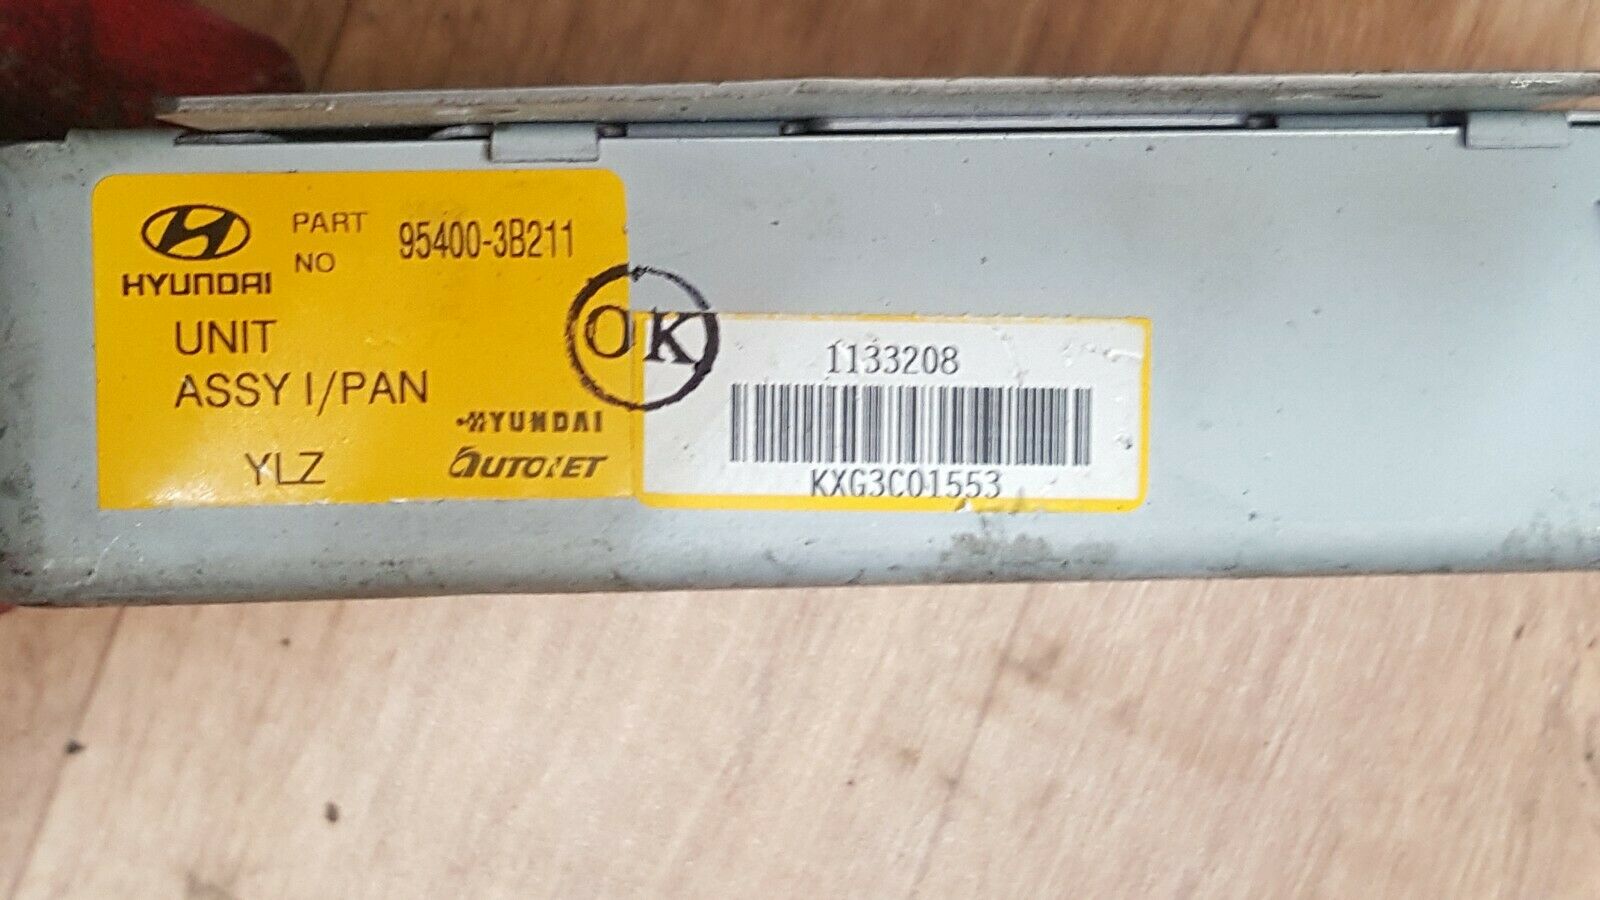 HYUNDAI
PART NO 95400-3B211
UNIT
ASSY I/PAN
YLZ
HYUNDAI
AUTONET
OK
1133208
KXG3C01553